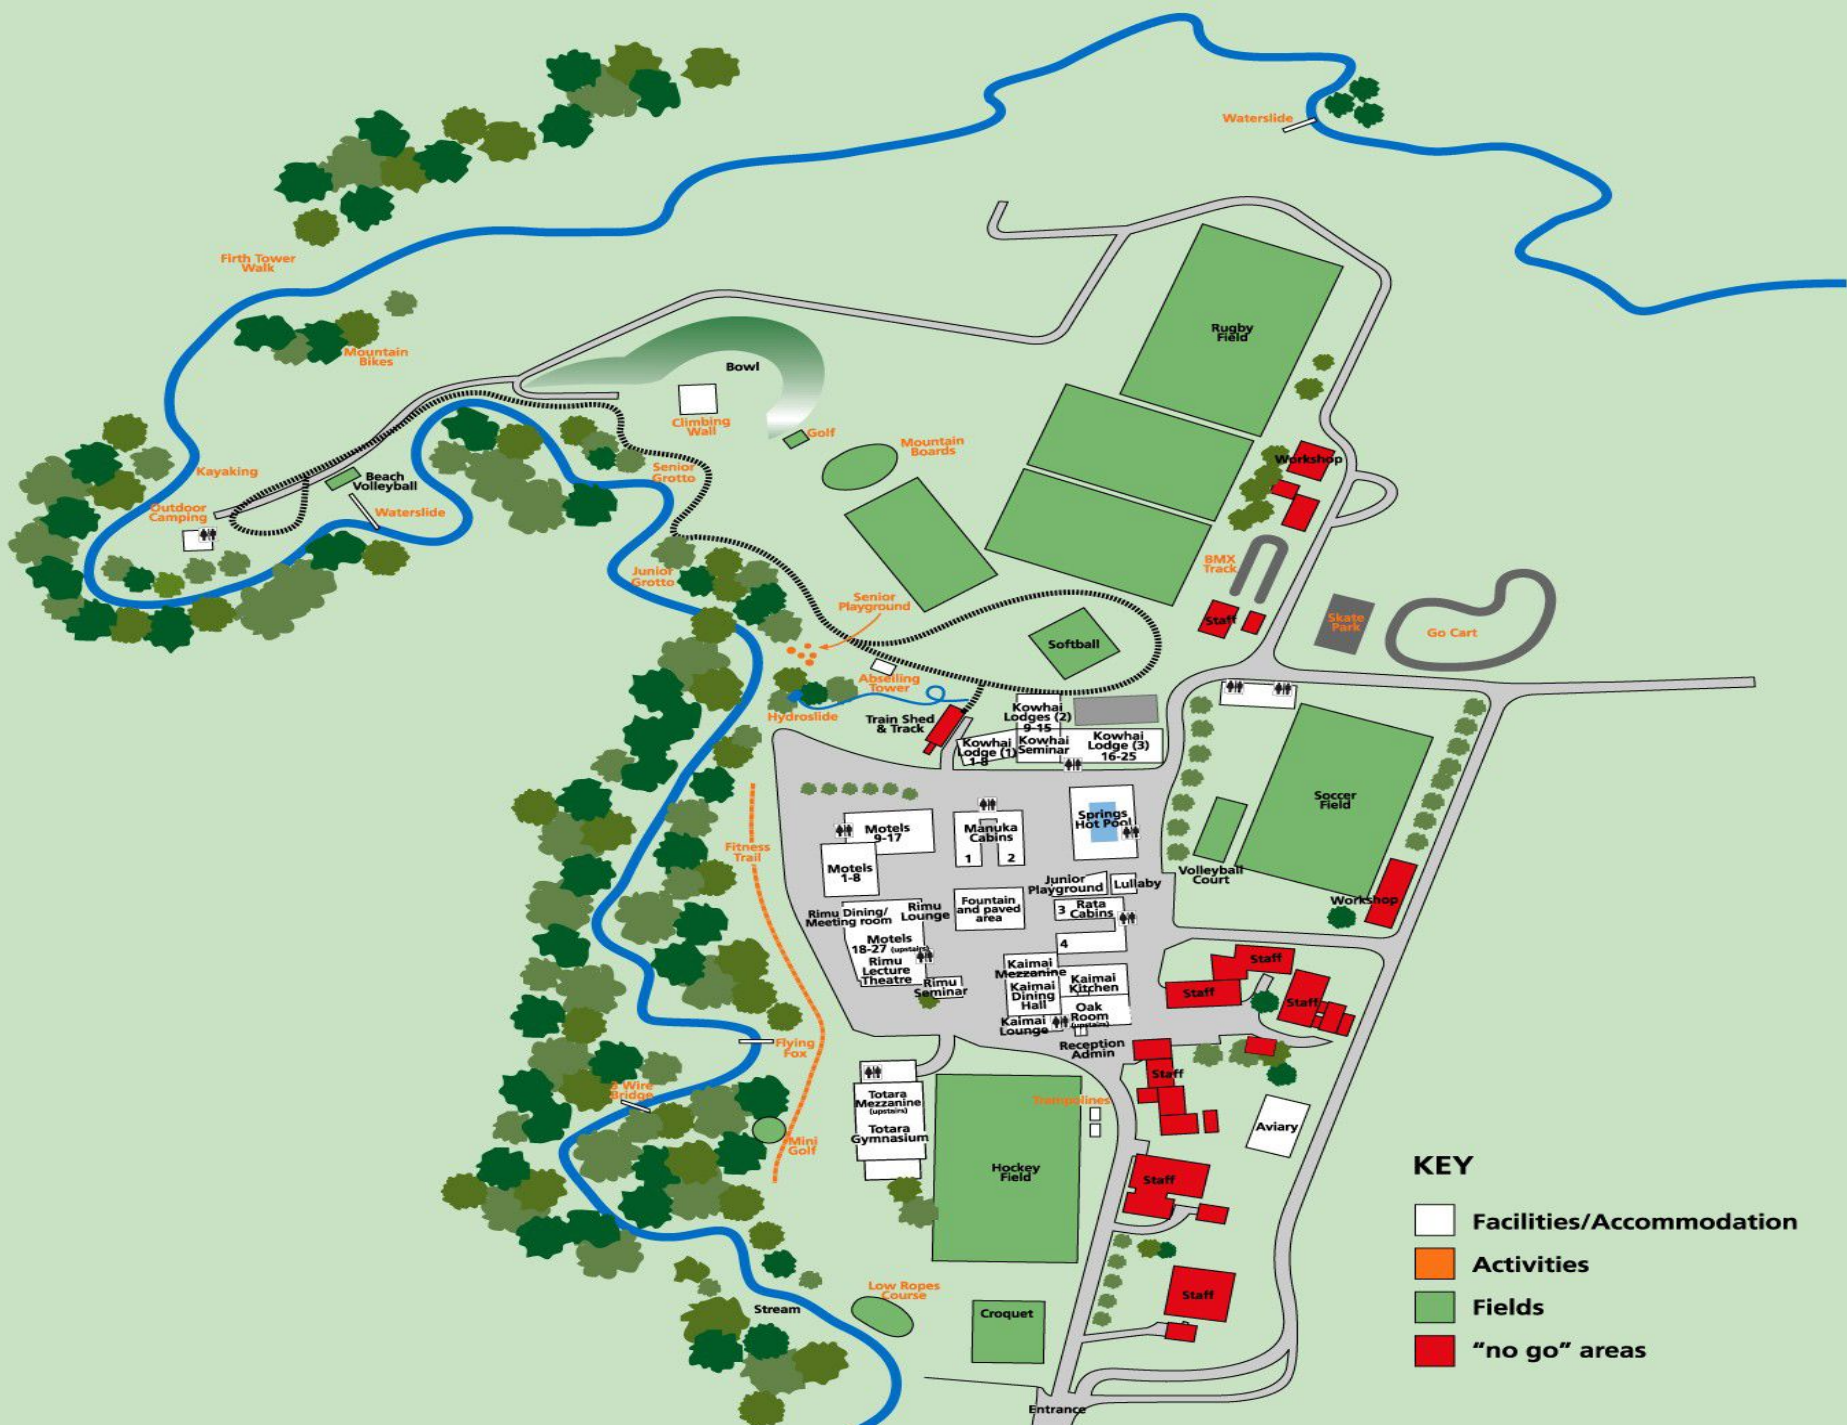 Waterslide
Firth Tower
Walk
Rugby
Field
Mountain
Bikes
Bowl
Climbing
Wall
Golf
Mountain
Boards
Workshop
Kayaking
Beach
Volleyball
Senior
Grotto
Outdoor
Camping
Waterslide
BMX
Track
Junior
Grotto
Senior
Playground
Staff
Skate
Park
Go Cart
Softball
Abseiling
Tower
Hydroslide
Train Shed
& Track
Kowhai
Lodges (2)
9-15
Kowhai
Lodge (1)
1-8
Kowhai
Seminar
Kowhai
Lodge (3)
16-25
Soccer
Field
Motels
9-17
Manuka
Cabins
1
2
Springs
Hot Pool
Fitness
Trail
Motels
1-8
Volleyball
Court
Junior
Playground
Lullaby
Workshop
Rimu Dining/
Meeting room
Rimu
Lounge
Fountain
and paved
area
3
Rata
Cabins
4
Motels
18-27 (upstairs)
Rimu
Lecture
Theatre
Rimu
Seminar
Kaimai
Mezzanine
Kaimai
Dining
Hall
Kaimai
Kitchen
Oak
Room
(upstairs)
Kaimai
Lounge
Staff
Staff
Staff
Flying
Fox
Reception
Admin
Staff
3 Wire
Bridge
Totara
Mezzanine
(upstairs)
Totara
Gymnasium
Trampolines
Aviary
Mini
Golf
Hockey
Field
Staff
KEY
Facilities/Accommodation
Activities
Fields
"no go" areas
Low Ropes
Course
Staff
Stream
Croquet
Entrance